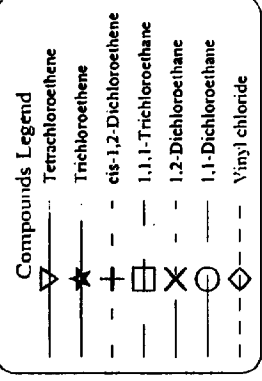 Compounds Legend
Tetrachloroethene
Trichloroethene
cis-1,2-Dichloroethene
1,1,1-Trichloroethane
1,2-Dichloroethane
1,1-Dichloroethane
Vinyl chloride